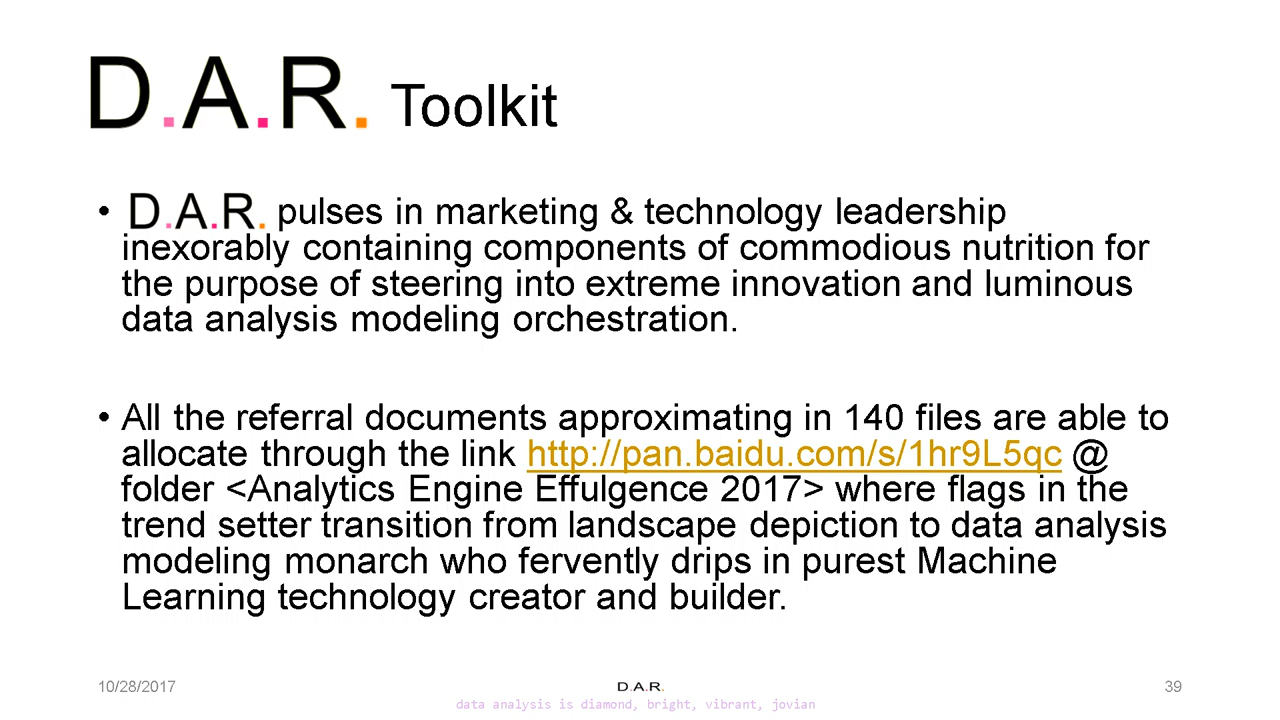 D.A.R. Toolkit
• D.A.R. pulses in marketing & technology leadership
inexorably containing components of commodious nutrition for
the purpose of steering into extreme innovation and luminous
data analysis modeling orchestration.
• All the referral documents approximating in 140 files are able to
allocate through the link http://pan.baidu.com/s/1hr9L5qc @
folder <Analytics Engine Effulgence 2017> where flags in the
trend setter transition from landscape depiction to data analysis
modeling monarch who fervently drips in purest Machine
Learning technology creator and builder.
10/28/2017 D.A.R. 39
data analysis is diamond, bright, vibrant, jovian